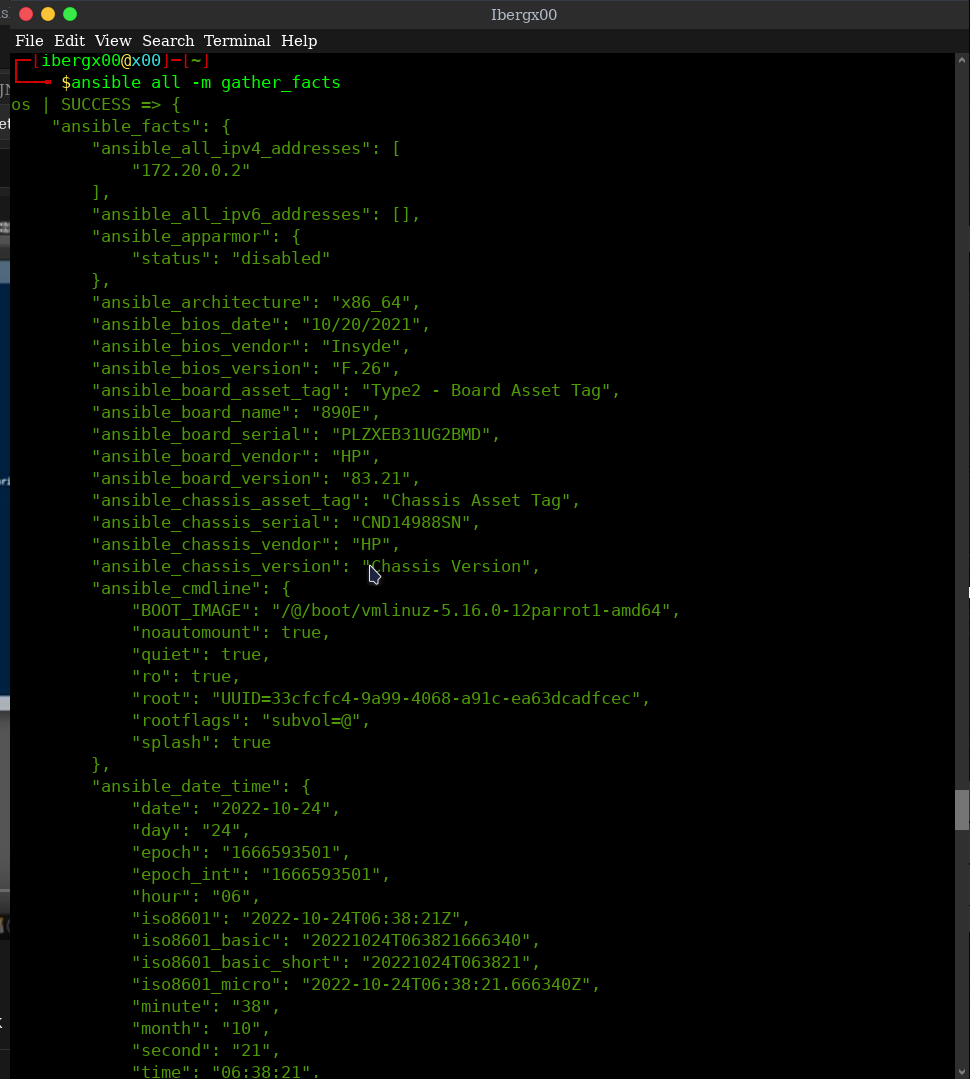 Ibergx00
File Edit View Search Terminal Help
┌─[ibergx00@x00]─[~]
└──╼ $ansible all -m gather_facts
os | SUCCESS => {
    "ansible_facts": {
        "ansible_all_ipv4_addresses": [
            "172.20.0.2"
        ],
        "ansible_all_ipv6_addresses": [],
        "ansible_apparmor": {
            "status": "disabled"
        },
        "ansible_architecture": "x86_64",
        "ansible_bios_date": "10/20/2021",
        "ansible_bios_vendor": "Insyde",
        "ansible_bios_version": "F.26",
        "ansible_board_asset_tag": "Type2 - Board Asset Tag",
        "ansible_board_name": "890E",
        "ansible_board_serial": "PLZXEB31UG2BMD",
        "ansible_board_vendor": "HP",
        "ansible_board_version": "83.21",
        "ansible_chassis_asset_tag": "Chassis Asset Tag",
        "ansible_chassis_serial": "CND14988SN",
        "ansible_chassis_vendor": "HP",
        "ansible_chassis_version": "Chassis Version",
        "ansible_cmdline": {
            "BOOT_IMAGE": "/@/boot/vmlinuz-5.16.0-12parrot1-amd64",
            "noautomount": true,
            "quiet": true,
            "ro": true,
            "root": "UUID=33cfcfc4-9a99-4068-a91c-ea63dcadfcec",
            "rootflags": "subvol=@",
            "splash": true
        },
        "ansible_date_time": {
            "date": "2022-10-24",
            "day": "24",
            "epoch": "1666593501",
            "epoch_int": "1666593501",
            "hour": "06",
            "iso8601": "2022-10-24T06:38:21Z",
            "iso8601_basic": "20221024T063821666340",
            "iso8601_basic_short": "20221024T063821",
            "iso8601_micro": "2022-10-24T06:38:21.666340Z",
            "minute": "38",
            "month": "10",
            "second": "21",
            "time": "06:38:21",